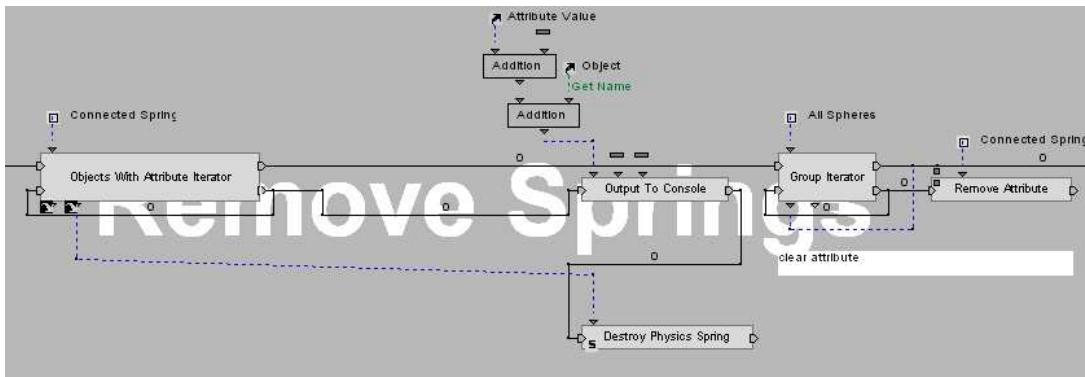 Attribute Value
Addition
Object
Get Name
Addition
Connected Spring
All Spheres
Connected Spring
0
0
Objects With Attribute Iterator
Output To Console
Group Iterator
0
Remove Attribute
0
0
0
Remove Springs
0
clear attribute
Destroy Physics Spring
S